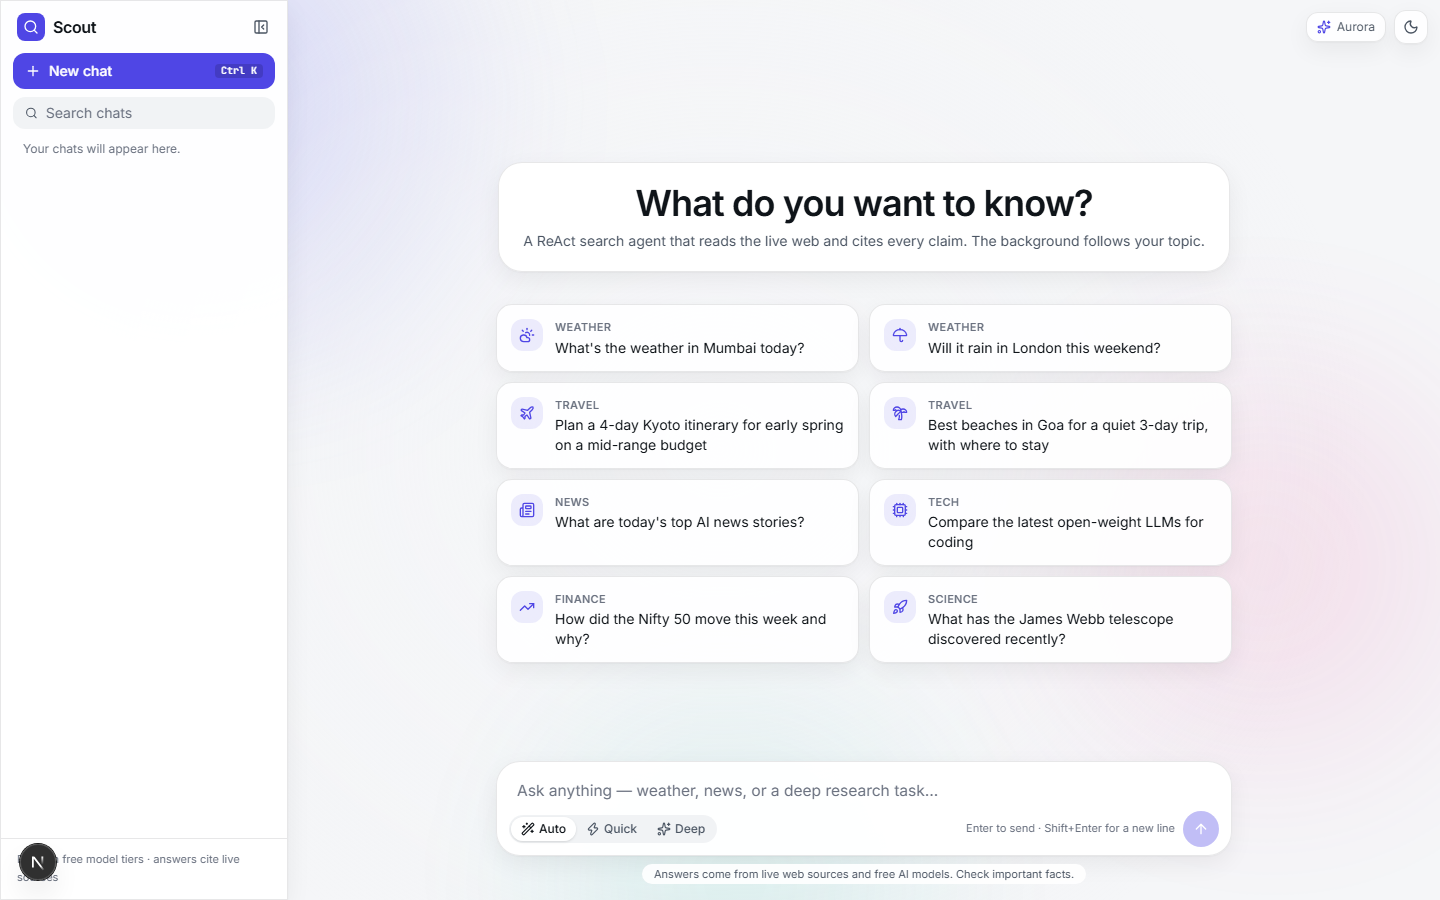 Scout
New chat
Ctrl K
Search chats
Your chats will appear here.
free model tiers · answers cite live
Aurora
What do you want to know?
A ReAct search agent that reads the live web and cites every claim. The background follows your topic.
WEATHER
What's the weather in Mumbai today?
WEATHER
Will it rain in London this weekend?
TRAVEL
Plan a 4-day Kyoto itinerary for early spring
on a mid-range budget
TRAVEL
Best beaches in Goa for a quiet 3-day trip,
with where to stay
NEWS
What are today's top AI news stories?
TECH
Compare the latest open-weight LLMs for
coding
FINANCE
How did the Nifty 50 move this week and
why?
SCIENCE
What has the James Webb telescope
discovered recently?
Ask anything — weather, news, or a deep research task...
Auto
Quick
Deep
Enter to send · Shift+Enter for a new line
Answers come from live web sources and free AI models. Check important facts.